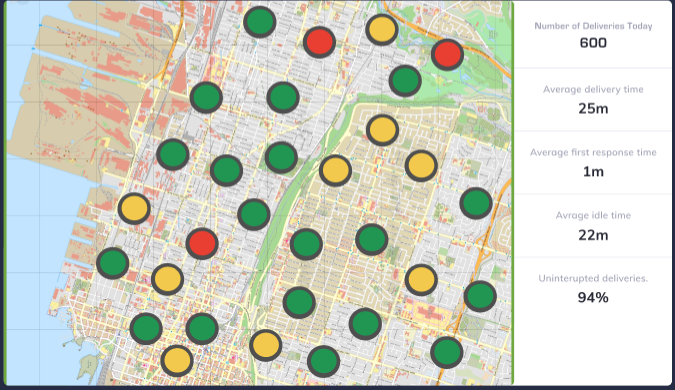 Number of Deliveries Today
600
Average delivery time
25m
Average first response time
1m
Avrage idle time
22m
Uninterupted deliveries.
94%